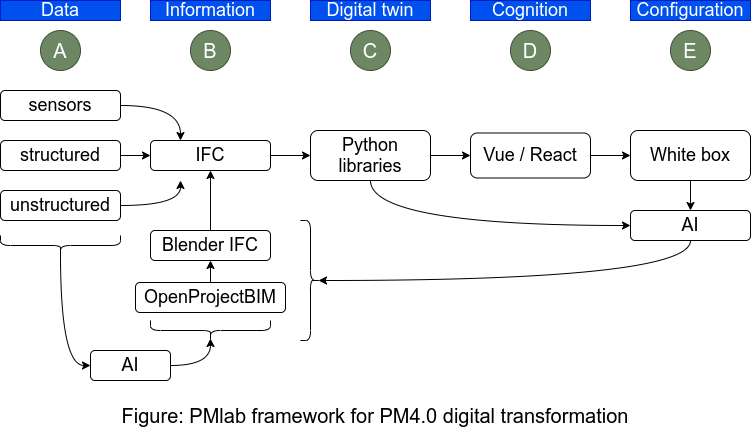 Data
Information
Digital twin
Cognition
Configuration
A
B
C
D
E
sensors
structured
unstructured
IFC
Python
libraries
Vue / React
White box
AI
Blender IFC
OpenProjectBIM
AI
Figure: PMlab framework for PM4.0 digital transformation